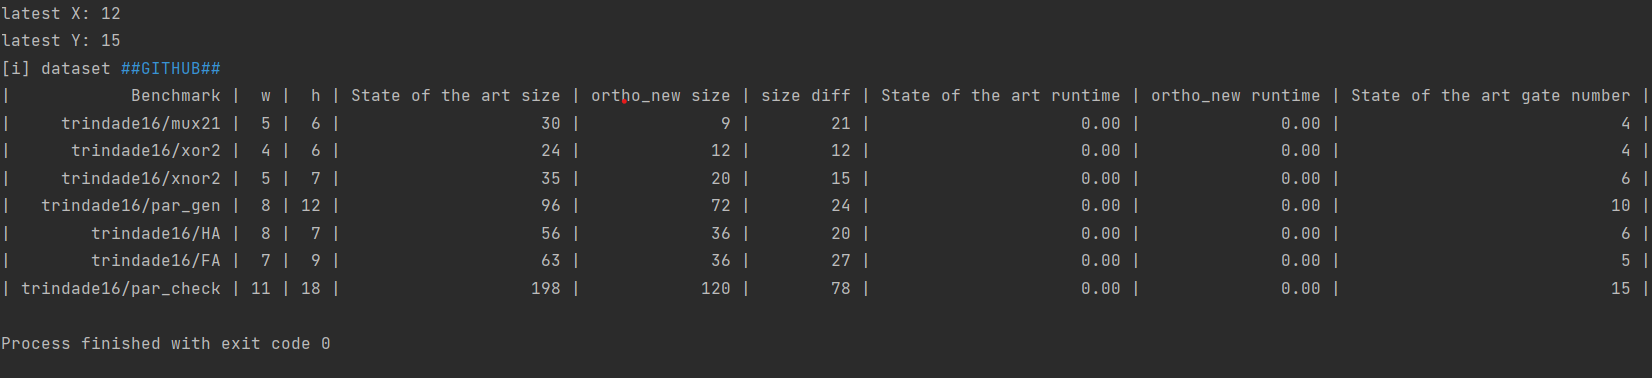 latest X: 12
latest Y: 15
[i] dataset ##GITHUB##
| Benchmark | w | h | State of the art size | ortho_new size | size diff | State of the art runtime | ortho_new runtime | State of the art gate number |
| trindade16/mux21 | 5 | 6 | 30 | 9 | 21 | 0.00 | 0.00 | 4 |
| trindade16/xor2 | 4 | 6 | 24 | 12 | 12 | 0.00 | 0.00 | 4 |
| trindade16/xnor2 | 5 | 7 | 35 | 20 | 15 | 0.00 | 0.00 | 6 |
| trindade16/par_gen | 8 | 12 | 96 | 72 | 24 | 0.00 | 0.00 | 10 |
| trindade16/HA | 8 | 7 | 56 | 36 | 20 | 0.00 | 0.00 | 6 |
| trindade16/FA | 7 | 9 | 63 | 36 | 27 | 0.00 | 0.00 | 5 |
| trindade16/par_check | 11 | 18 | 198 | 120 | 78 | 0.00 | 0.00 | 15 |
Process finished with exit code 0